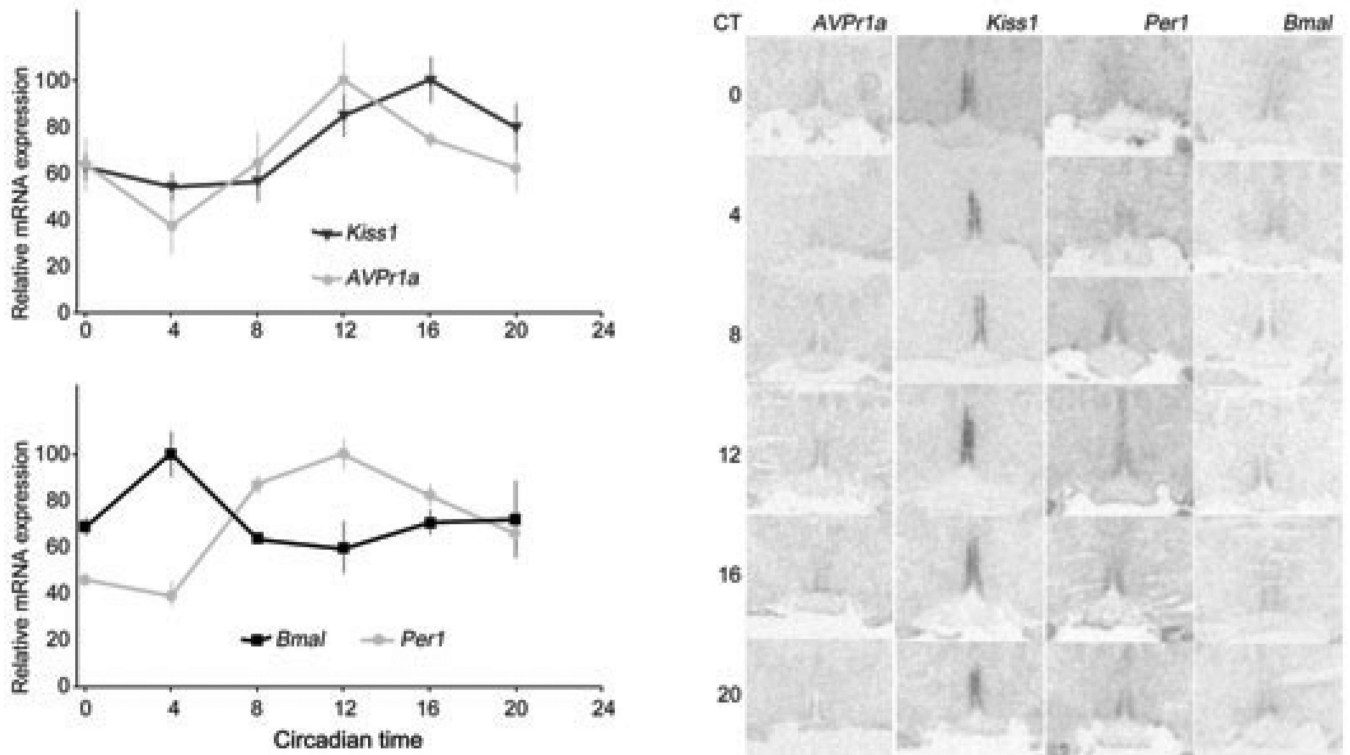 Relative mRNA expression
100
80
60
40
20
0
Kiss1
AVPr1a
0 4 8 12 16 20 24
Relative mRNA expression
100
80
60
40
20
0
Bmal Per1
0 4 8 12 16 20 24
Circadian time
CT AVPr1a Kiss1 Per1 Bmal
0
4
8
12
16
20